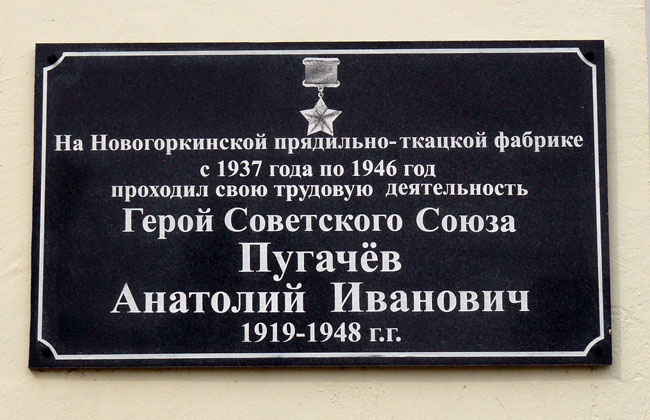 На Новогоркинской прядильно-ткацкой фабрике
с 1937 года по 1946 год
проходил свою трудовую деятельность
Герой Советского Союза
Пугачёв
Анатолий Иванович
1919-1948 г.г.